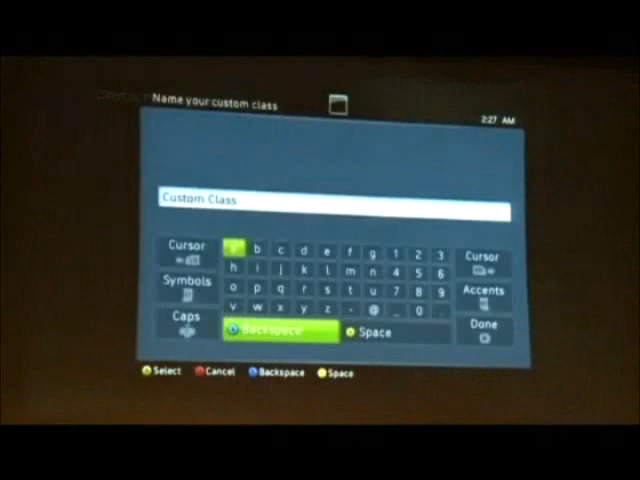 Name your custom class
2:27 AM
Custom Class
Cursor b c d e f g 1 2 3 Cursor
Symbols h i j k l m n 4 5 6 Accents
o p q r s t u 7 8 9
Caps v w x y z - @ _ 0 . Done
Backspace Space
Select Cancel Backspace Space